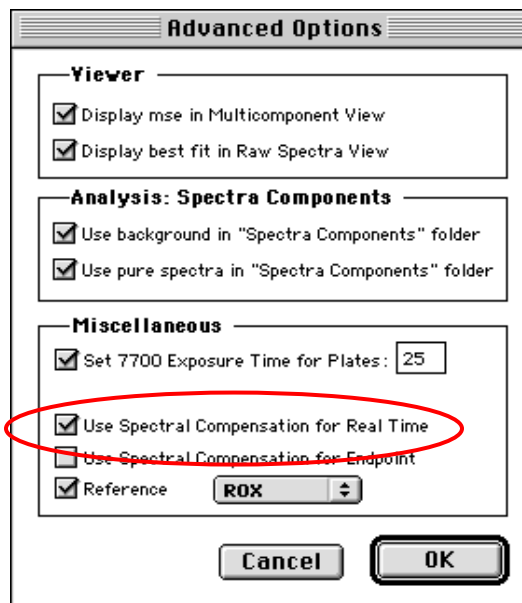 Advanced Options
Viewer
Display mse in Multicomponent View
Display best fit in Raw Spectra View
Analysis: Spectra Components
Use background in "Spectra Components" folder
Use pure spectra in "Spectra Components" folder
Miscellaneous
Set 7700 Exposure Time for Plates: 25
Use Spectral Compensation for Real Time
Use Spectral Compensation for Endpoint
Reference ROX
Cancel OK